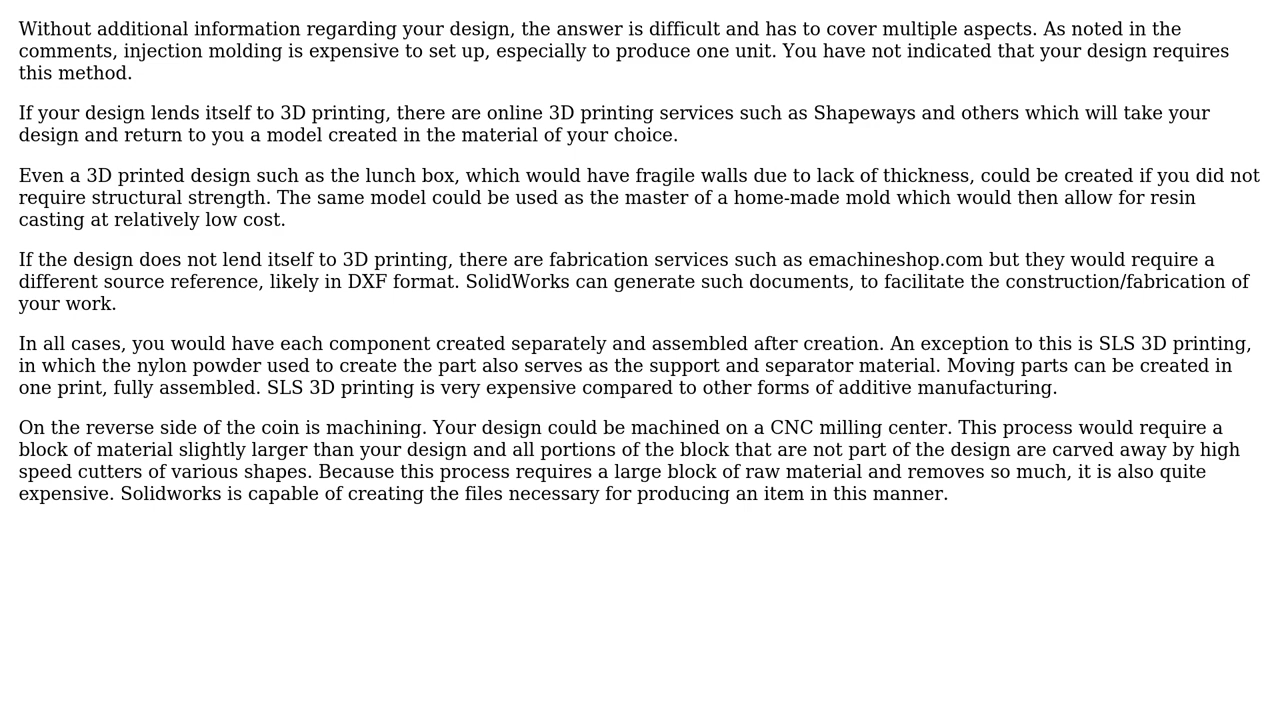 Without additional information regarding your design, the answer is difficult and has to cover multiple aspects. As noted in the
comments, injection molding is expensive to set up, especially to produce one unit. You have not indicated that your design requires
this method.
If your design lends itself to 3D printing, there are online 3D printing services such as Shapeways and others which will take your
design and return to you a model created in the material of your choice.
Even a 3D printed design such as the lunch box, which would have fragile walls due to lack of thickness, could be created if you did not
require structural strength. The same model could be used as the master of a home-made mold which would then allow for resin
casting at relatively low cost.
If the design does not lend itself to 3D printing, there are fabrication services such as emachineshop.com but they would require a
different source reference, likely in DXF format. SolidWorks can generate such documents, to facilitate the construction/fabrication of
your work.
In all cases, you would have each component created separately and assembled after creation. An exception to this is SLS 3D printing,
in which the nylon powder used to create the part also serves as the support and separator material. Moving parts can be created in
one print, fully assembled. SLS 3D printing is very expensive compared to other forms of additive manufacturing.
On the reverse side of the coin is machining. Your design could be machined on a CNC milling center. This process would require a
block of material slightly larger than your design and all portions of the block that are not part of the design are carved away by high
speed cutters of various shapes. Because this process requires a large block of raw material and removes so much, it is also quite
expensive. Solidworks is capable of creating the files necessary for producing an item in this manner.